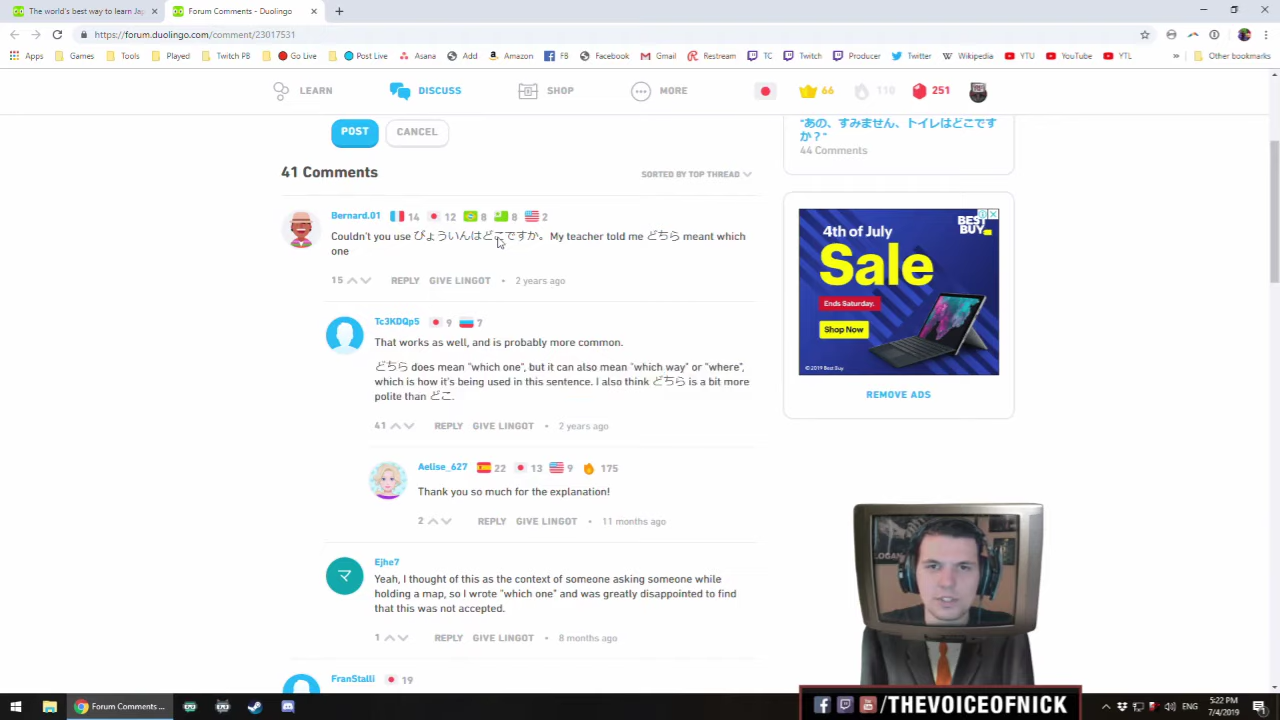 The world's best way to learn Jap
Forum Comments - Duolingo
https://forum.duolingo.com/comment/23017531
Apps
Games
Tools
Played
Twitch PB
Go Live
Post Live
Asana
Add
Amazon
FB
Facebook
Gmail
Restream
TC
Twitch
Producer
Twitter
Wikipedia
YTU
YouTube
YTL
Other bookmarks
LEARN
DISCUSS
SHOP
MORE
66
110
251
POST
CANCEL
"あの、すみません、トイレはどこです
か？"
44 Comments
41 Comments
SORTED BY TOP THREAD
Bernard.01 14 12 8 8 2
Couldn't you use びょういんはどこですか。My teacher told me どちら meant which
one
15 REPLY GIVE LINGOT • 2 years ago
Tc3KDQp5 9 7
That works as well, and is probably more common.
どちら does mean "which one", but it can also mean "which way" or "where",
which is how it's being used in this sentence. I also think どちら is a bit more
polite than どこ.
41 REPLY GIVE LINGOT • 2 years ago
Aelise_627 22 13 9 175
Thank you so much for the explanation!
2 REPLY GIVE LINGOT • 11 months ago
マ
Ejhe7
Yeah, I thought of this as the context of someone asking someone while
holding a map, so I wrote "which one" and was greatly disappointed to find
that this was not accepted.
1 REPLY GIVE LINGOT • 8 months ago
FranStalli 19
4th of July
BEST
BUY
Sale
Ends Saturday.
Shop Now
©2019 Best Buy
REMOVE ADS
LOGAN
/THEVOICEOFNICK
Forum Comments ...
ENG
5:22 PM
7/4/2019